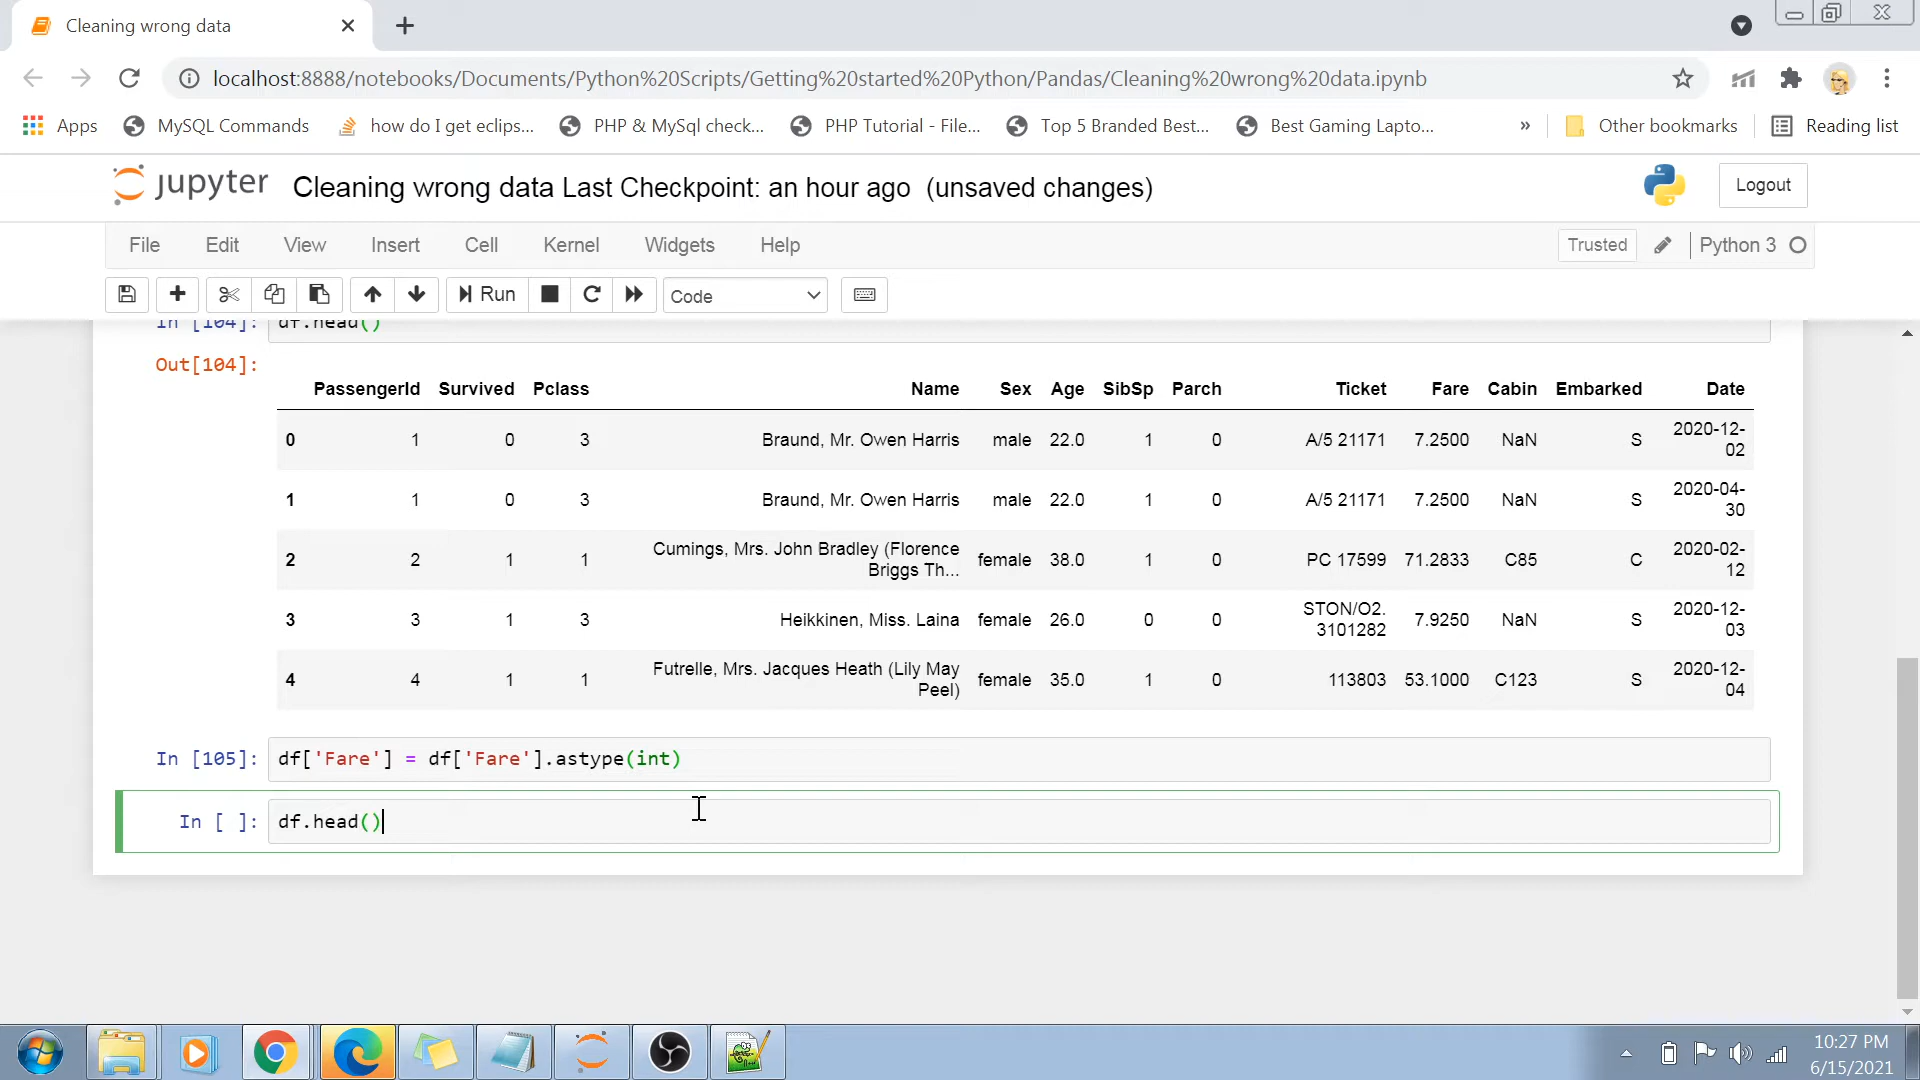 Cleaning wrong data
localhost:8888/notebooks/Documents/Python%20Scripts/Getting%20started%20Python/Pandas/Cleaning%20wrong%20data.ipynb
Apps MySQL Commands how do I get eclips... PHP & MySql check... PHP Tutorial - File... Top 5 Branded Best... Best Gaming Lapto... » Other bookmarks Reading list
jupyter Cleaning wrong data Last Checkpoint: an hour ago (unsaved changes) Logout
File Edit View Insert Cell Kernel Widgets Help Trusted Python 3
Run Code
In [104]: df.head()
Out[104]:
PassengerId Survived Pclass Name Sex Age SibSp Parch Ticket Fare Cabin Embarked Date
0 1 0 3 Braund, Mr. Owen Harris male 22.0 1 0 A/5 21171 7.2500 NaN S 2020-12-
02
1 1 0 3 Braund, Mr. Owen Harris male 22.0 1 0 A/5 21171 7.2500 NaN S 2020-04-
30
2 2 1 1 Cumings, Mrs. John Bradley (Florence
Briggs Th... female 38.0 1 0 PC 17599 71.2833 C85 C 2020-02-
12
3 3 1 3 Heikkinen, Miss. Laina female 26.0 0 0 STON/O2.
3101282 7.9250 NaN S 2020-12-
03
4 4 1 1 Futrelle, Mrs. Jacques Heath (Lily May
Peel) female 35.0 1 0 113803 53.1000 C123 S 2020-12-
04
In [105]: df['Fare'] = df['Fare'].astype(int)
In [ ]: df.head()
10:27 PM
6/15/2021